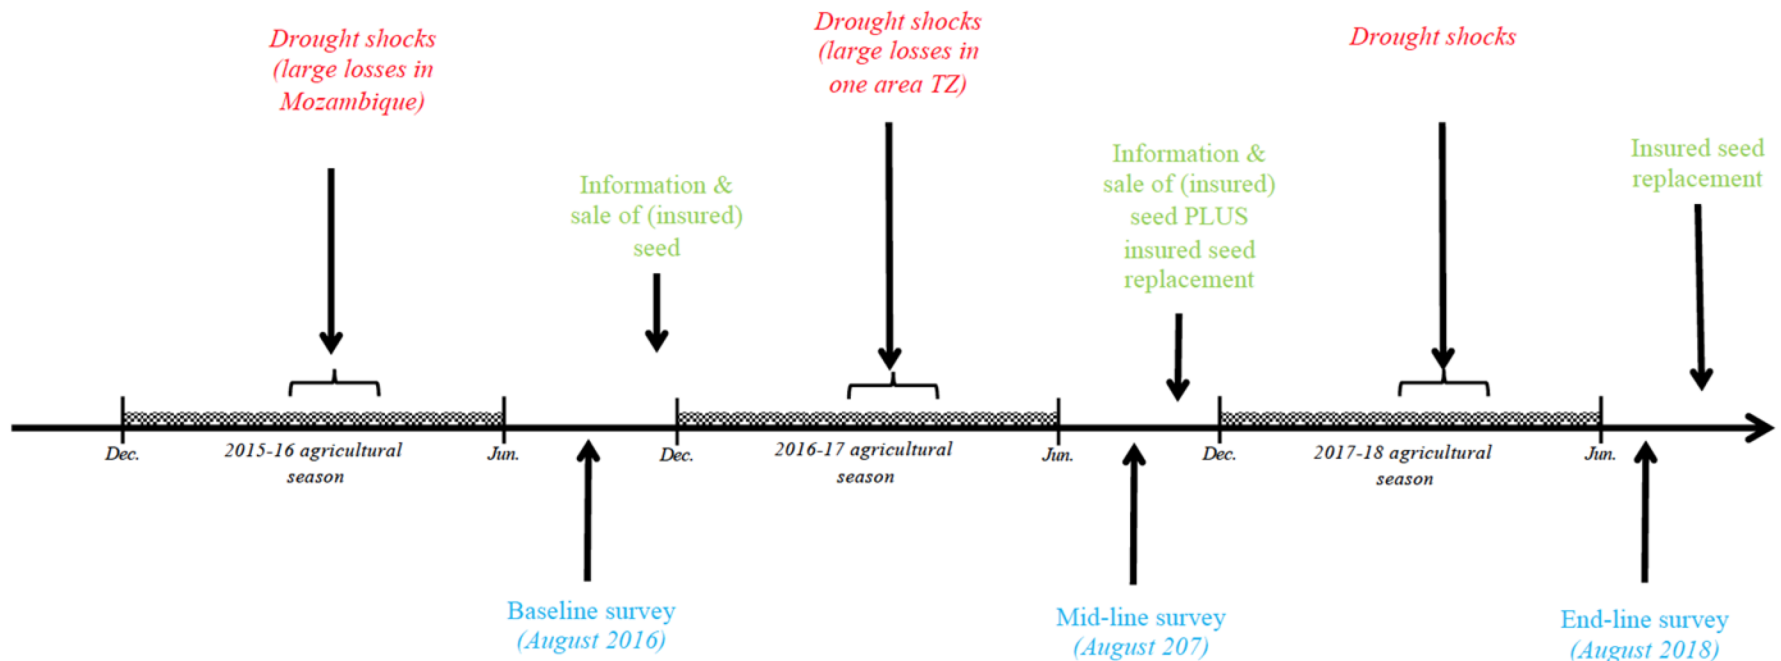 Drought shocks
(large losses in
Mozambique)
Drought shocks
(large losses in
one area TZ)
Drought shocks
Information &
sale of (insured)
seed
Information &
sale of (insured)
seed PLUS
insured seed
replacement
Insured seed
replacement
Dec.
2015-16 agricultural
season
Jun.
Dec.
2016-17 agricultural
season
Jun.
Dec.
2017-18 agricultural
season
Jun.
Baseline survey
(August 2016)
Mid-line survey
(August 207)
End-line survey
(August 2018)